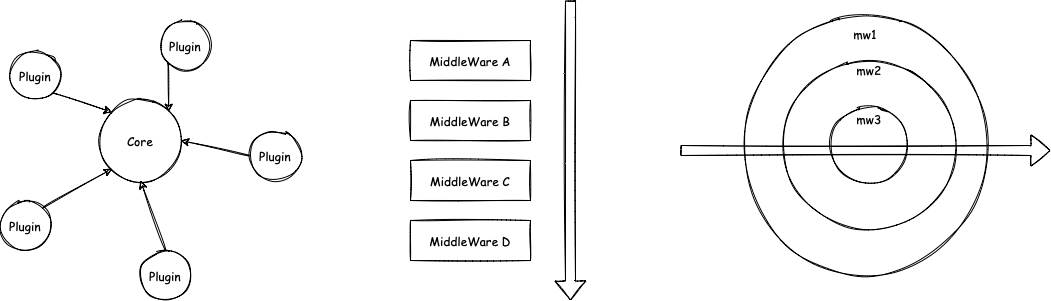 Plugin
Plugin
Core
Plugin
Plugin
Plugin
MiddleWare A
MiddleWare B
MiddleWare C
MiddleWare D
mw1
mw2
mw3